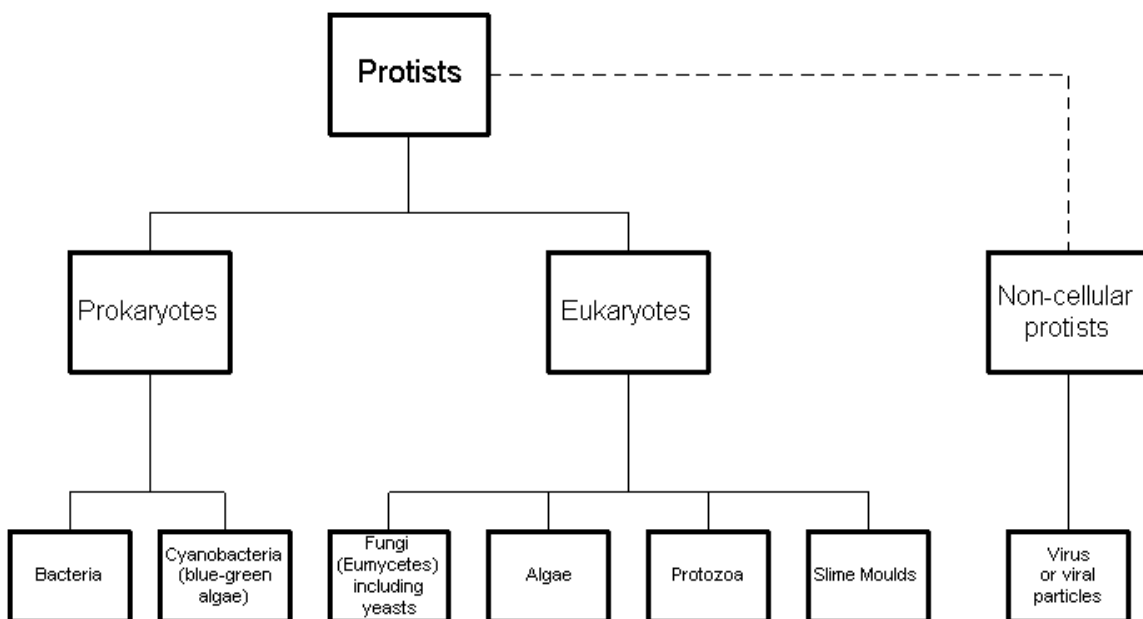 Protists
Prokaryotes
Eukaryotes
Non-cellular
protists
Bacteria
Cyanobacteria
(blue-green
algae)
Fungi
(Eumycetes)
including
yeasts
Algae
Protozoa
Slime Moulds
Virus
or viral
particles